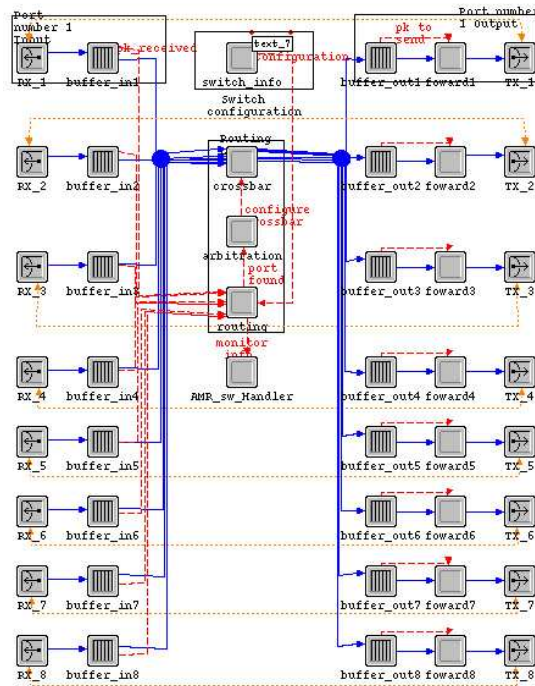 Port
number 1
Input
Port number
1 Output
pk_received
text_7
configuration
pk to
send
RX_1
buffer_in1
switch_info
buffer_out1
foward1
TX_1
Switch
configuration
Routing
RX_2
buffer_in2
crossbar
buffer_out2
foward2
TX_2
configure
crossbar
arbitration
port
found
RX_3
buffer_in3
buffer_out3
foward3
TX_3
routing
monitor
info
RX_4
buffer_in4
AMR_sw_Handler
buffer_out4
foward4
TX_4
RX_5
buffer_in5
buffer_out5
foward5
TX_5
RX_6
buffer_in6
buffer_out6
foward6
TX_6
RX_7
buffer_in7
buffer_out7
foward7
TX_7
RX_8
buffer_in8
buffer_out8
foward8
TX_8